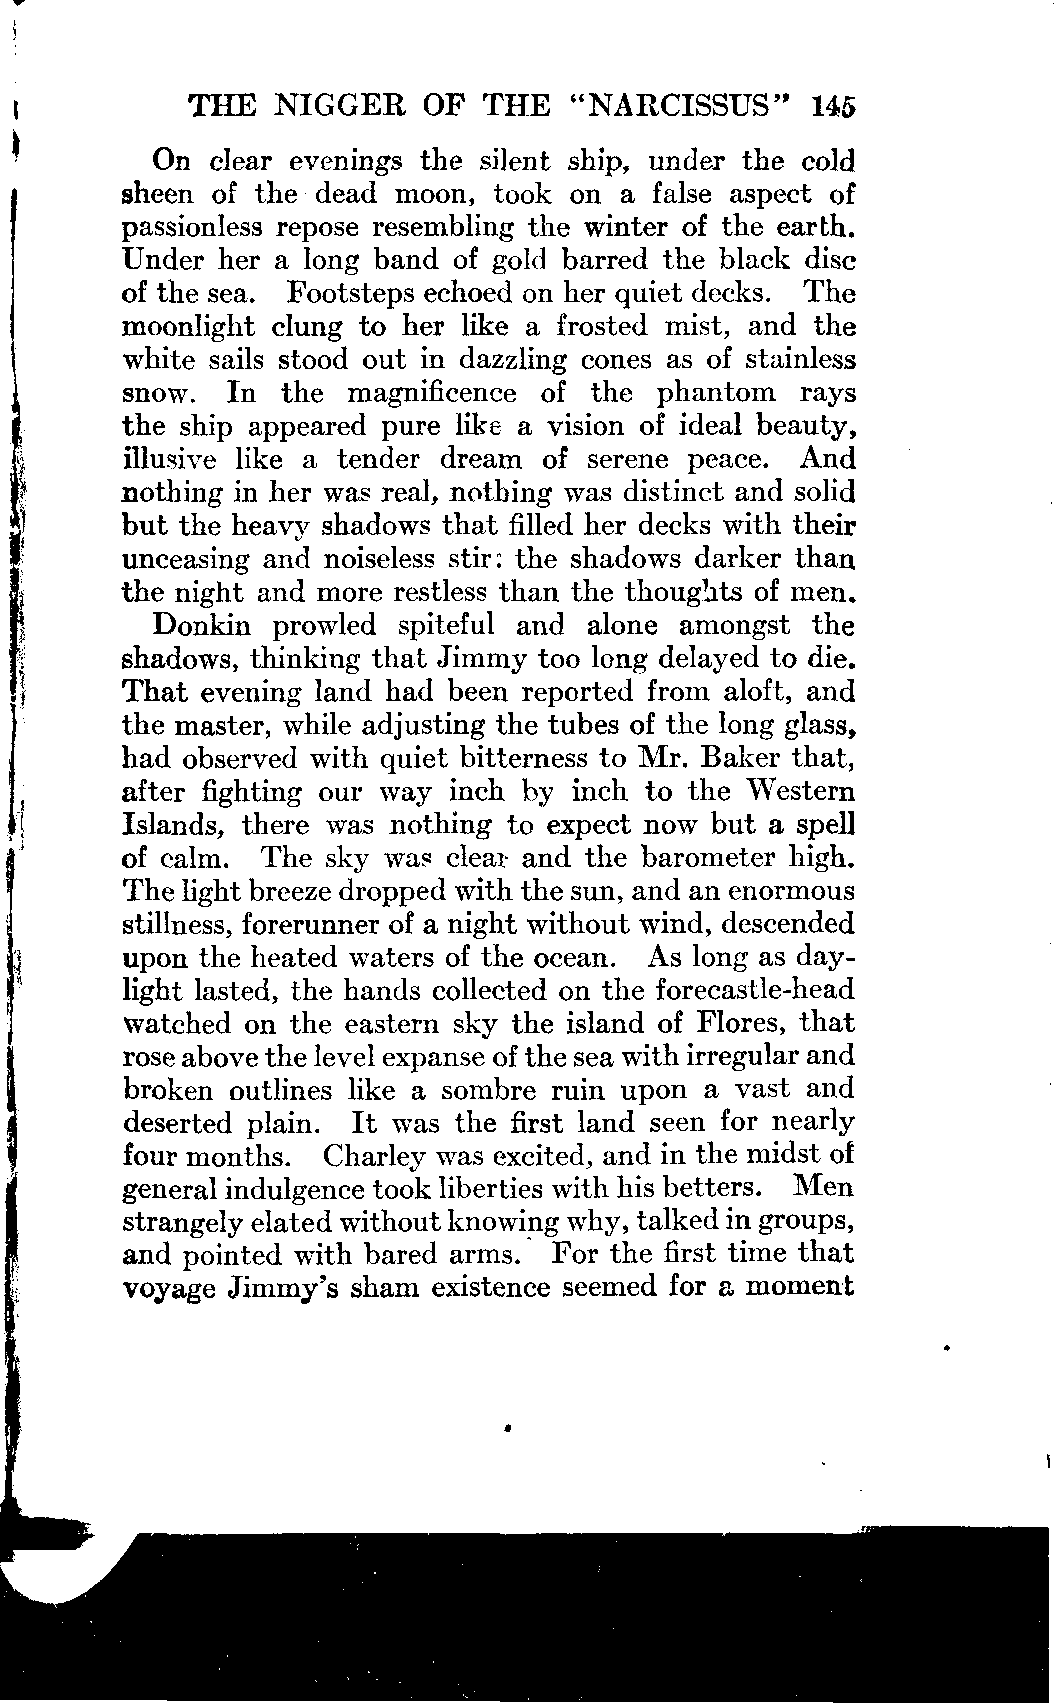 THE NIGGER OF THE "NARCISSUS" 145
On clear evenings the silent ship, under the cold
sheen of the dead moon, took on a false aspect of
passionless repose resembling the winter of the earth.
Under her a long band of gold barred the black disc
of the sea. Footsteps echoed on her quiet decks. The
moonlight clung to her like a frosted mist, and the
white sails stood out in dazzling cones as of stainless
snow. In the magnificence of the phantom rays
the ship appeared pure like a vision of ideal beauty,
illusive like a tender dream of serene peace. And
nothing in her was real, nothing was distinct and solid
but the heavy shadows that filled her decks with their
unceasing and noiseless stir: the shadows darker than
the night and more restless than the thoughts of men.
Donkin prowled spiteful and alone amongst the
shadows, thinking that Jimmy too long delayed to die.
That evening land had been reported from aloft, and
the master, while adjusting the tubes of the long glass,
had observed with quiet bitterness to Mr. Baker that,
after fighting our way inch by inch to the Western
Islands, there was nothing to expect now but a spell
of calm. The sky was clear and the barometer high.
The light breeze dropped with the sun, and an enormous
stillness, forerunner of a night without wind, descended
upon the heated waters of the ocean. As long as day-
light lasted, the hands collected on the forecastle-head
watched on the eastern sky the island of Flores, that
rose above the level expanse of the sea with irregular and
broken outlines like a sombre ruin upon a vast and
deserted plain. It was the first land seen for nearly
four months. Charley was excited, and in the midst of
general indulgence took liberties with his betters. Men
strangely elated without knowing why, talked in groups,
and pointed with bared arms. For the first time that
voyage Jimmy's sham existence seemed for a moment